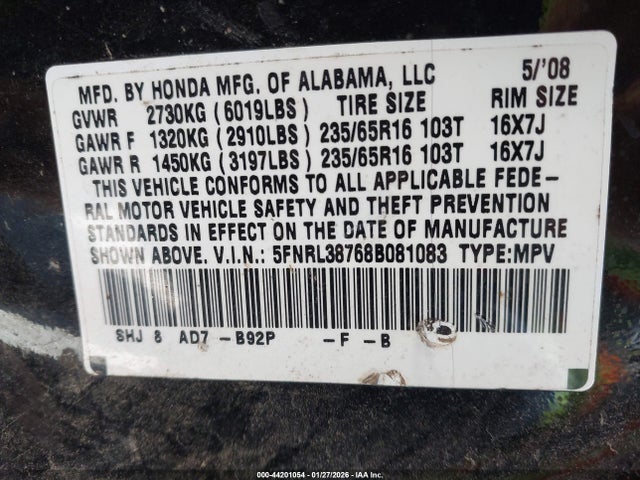 MFD. BY HONDA MFG. OF ALABAMA, LLC 5/'08
GVWR 2730KG (6019LBS) TIRE SIZE RIM SIZE
GAWR F 1320KG (2910LBS) 235/65R16 103T 16X7J
GAWR R 1450KG (3197LBS) 235/65R16 103T 16X7J
THIS VEHICLE CONFORMS TO ALL APPLICABLE FEDE-
RAL MOTOR VEHICLE SAFETY AND THEFT PREVENTION
STANDARDS IN EFFECT ON THE DATE OF MANUFACTURE
SHOWN ABOVE. V.I.N.: 5FNRL38768B081083 TYPE:MPV
SHJ 8 AD7 -B92P -F -B
000-44201054 - 01/27/2026 - IAA Inc.